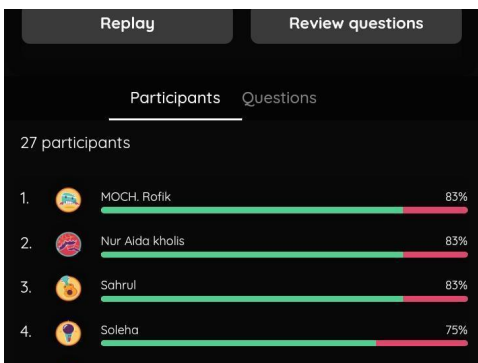 Replay Review questions
Participants Questions
27 participants
1. MOCH. Rofik 83%
2. Nur Aida kholis 83%
3. Sahrul 83%
4. Soleha 75%